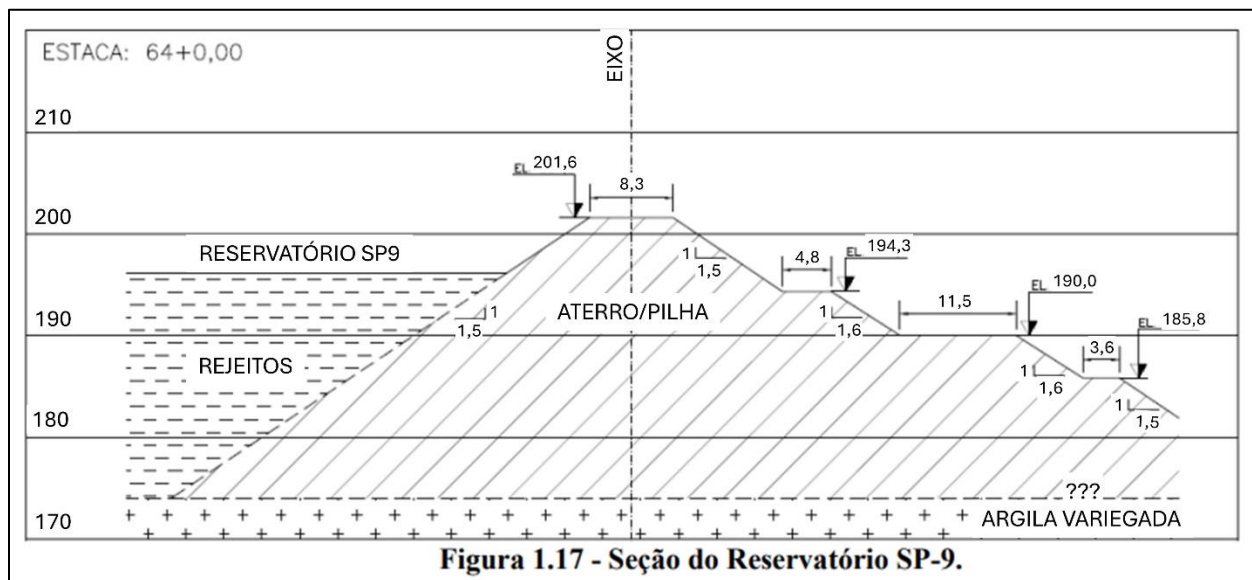 ESTACA: 64+0,00
EIXO
210
EL 201,6
8,3
200
RESERVATÓRIO SP9
1
1,5
4,8
EL 194,3
190
1
1,5
ATERRO/PILHA
1
1,6
11,5
EL 190,0
REJEITOS
1
1,6
3,6
EL 185,8
1
1,5
180
???
170
ARGILA VARIEGADA
Figura 1.17 - Seção do Reservatório SP-9.